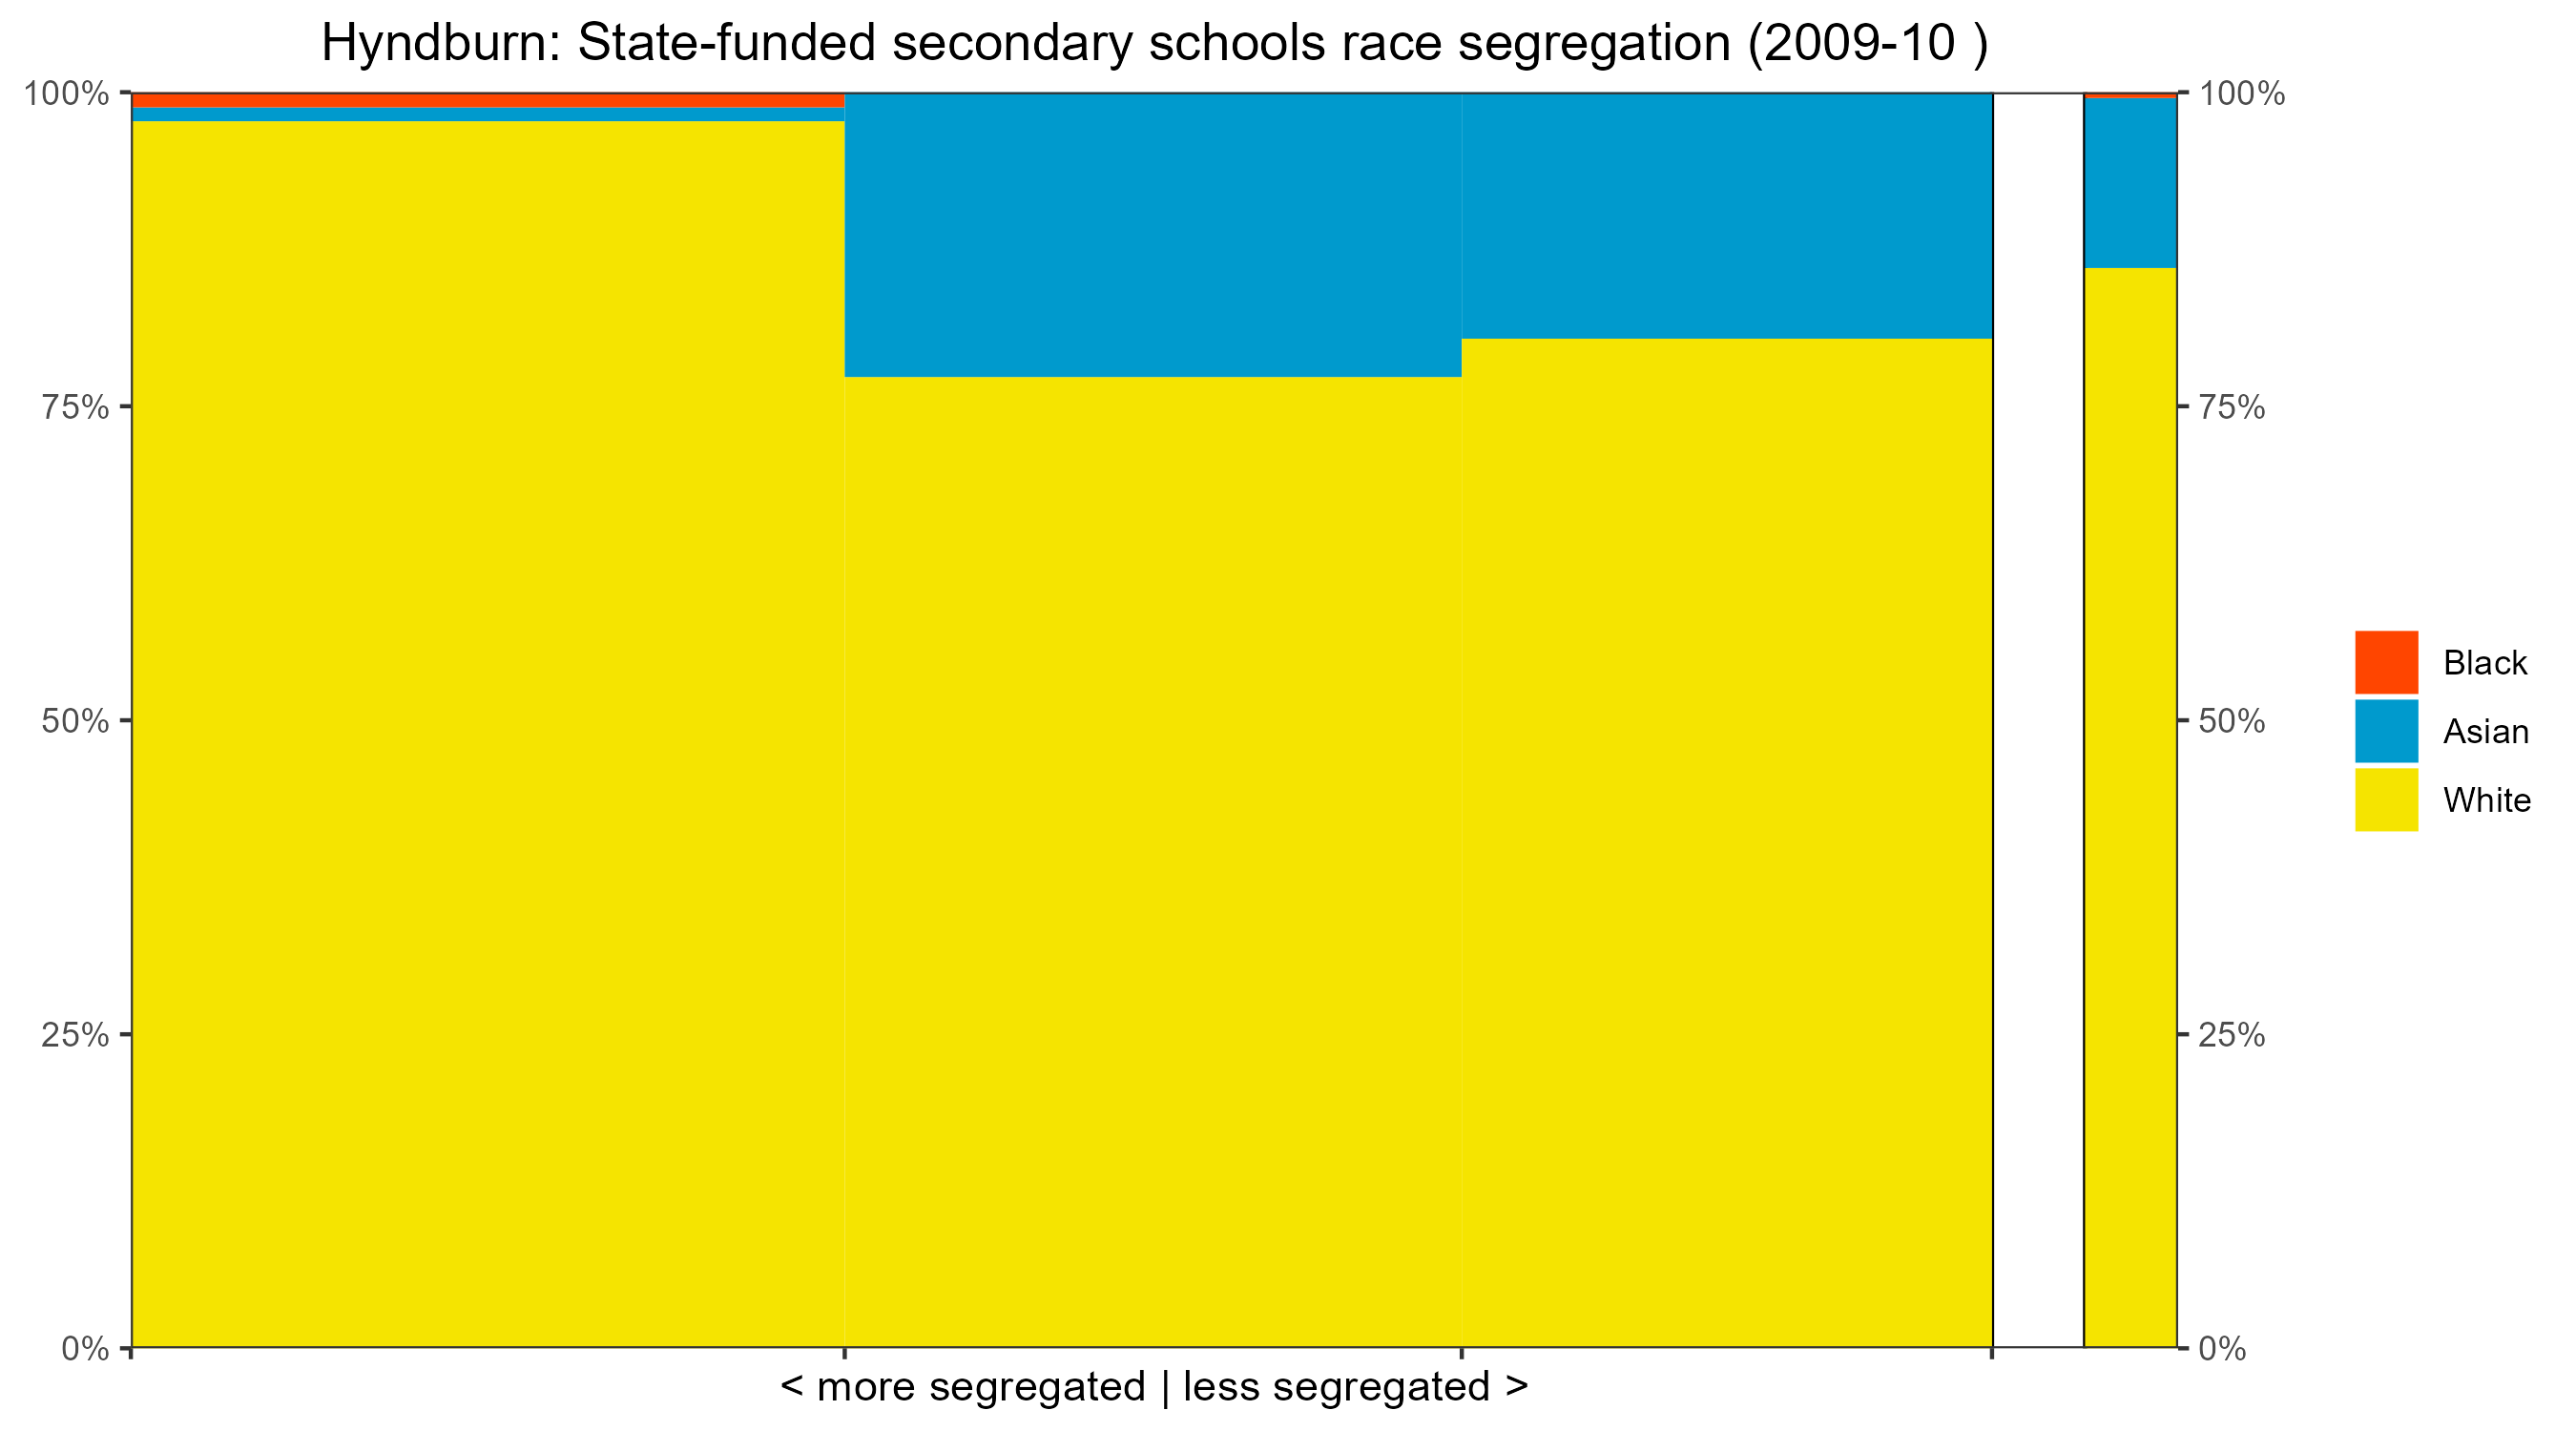 Hyndburn: State-funded secondary schools race segregation (2009-10 )
100%
75%
50%
25%
0%
100%
75%
50%
25%
0%
Black
Asian
White
< more segregated | less segregated >